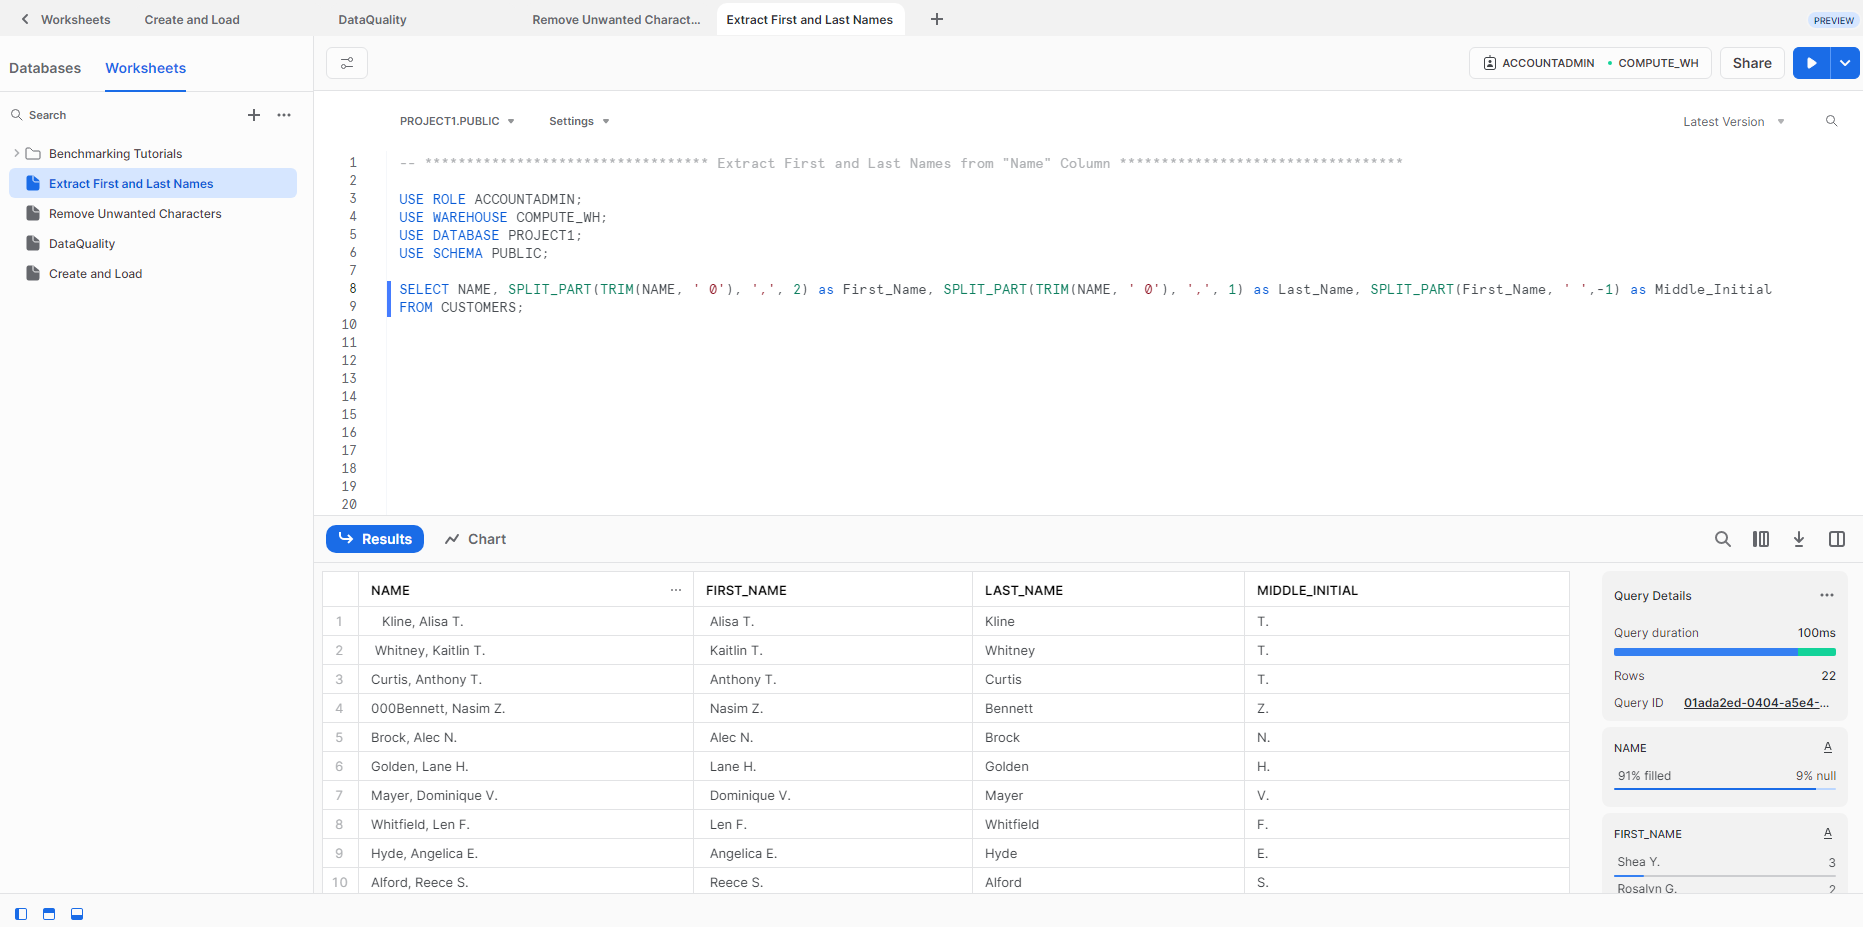 Worksheets
Create and Load
DataQuality
Remove Unwanted Charact...
Extract First and Last Names
PREVIEW
Databases
Worksheets
Search
Benchmarking Tutorials
Extract First and Last Names
Remove Unwanted Characters
DataQuality
Create and Load
ACCOUNTADMIN
COMPUTE_WH
Share
PROJECT1.PUBLIC
Settings
Latest Version
1 -- ********************************** Extract First and Last Names from "Name" Column **********************************
2
3 USE ROLE ACCOUNTADMIN;
4 USE WAREHOUSE COMPUTE_WH;
5 USE DATABASE PROJECT1;
6 USE SCHEMA PUBLIC;
7
8 SELECT NAME, SPLIT_PART(TRIM(NAME, ' 0'), ',', 2) as First_Name, SPLIT_PART(TRIM(NAME, ' 0'), ',', 1) as Last_Name, SPLIT_PART(First_Name, ' ',-1) as Middle_Initial
9 FROM CUSTOMERS;
10
11
12
13
14
15
16
17
18
19
20
Results
Chart
NAME ... FIRST_NAME LAST_NAME MIDDLE_INITIAL
1 Kline, Alisa T. Alisa T. Kline T.
2 Whitney, Kaitlin T. Kaitlin T. Whitney T.
3 Curtis, Anthony T. Anthony T. Curtis T.
4 000Bennett, Nasim Z. Nasim Z. Bennett Z.
5 Brock, Alec N. Alec N. Brock N.
6 Golden, Lane H. Lane H. Golden H.
7 Mayer, Dominique V. Dominique V. Mayer V.
8 Whitfield, Len F. Len F. Whitfield F.
9 Hyde, Angelica E. Angelica E. Hyde E.
10 Alford, Reece S. Reece S. Alford S.
Query Details
Query duration 100ms
Rows 22
Query ID 01ada2ed-0404-a5e4-...
NAME A
91% filled 9% null
FIRST_NAME A
Shea Y. 3
Rosalyn G. 2